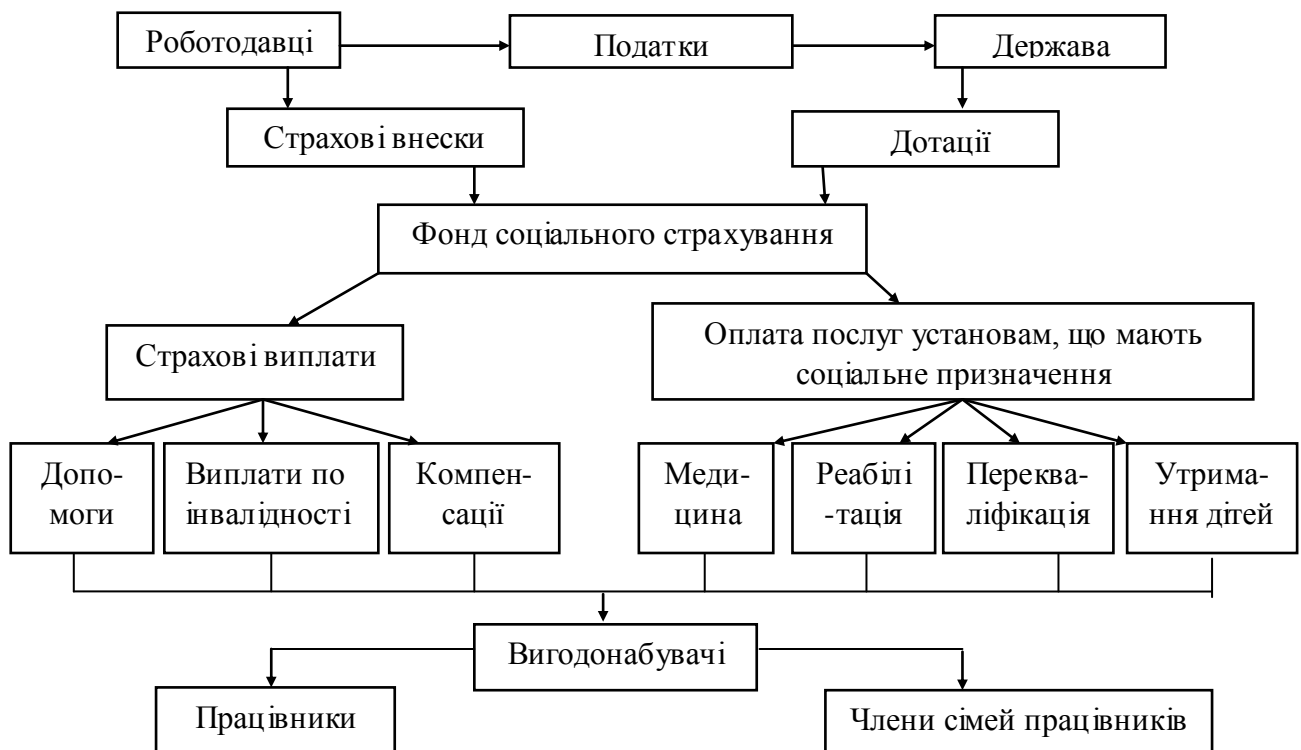 Роботодавці
Податки
Держава
Страхові внески
Дотації
Фонд соціального страхування
Страхові виплати
Оплата послуг установам, що мають
соціальне призначення
Допо-
моги
Виплати по
інвалідності
Компен-
сації
Меди-
цина
Реабілі
-тація
Переква-
ліфікація
Утрима-
ння дітей
Вигодонабувачі
Працівники
Члени сімей працівників